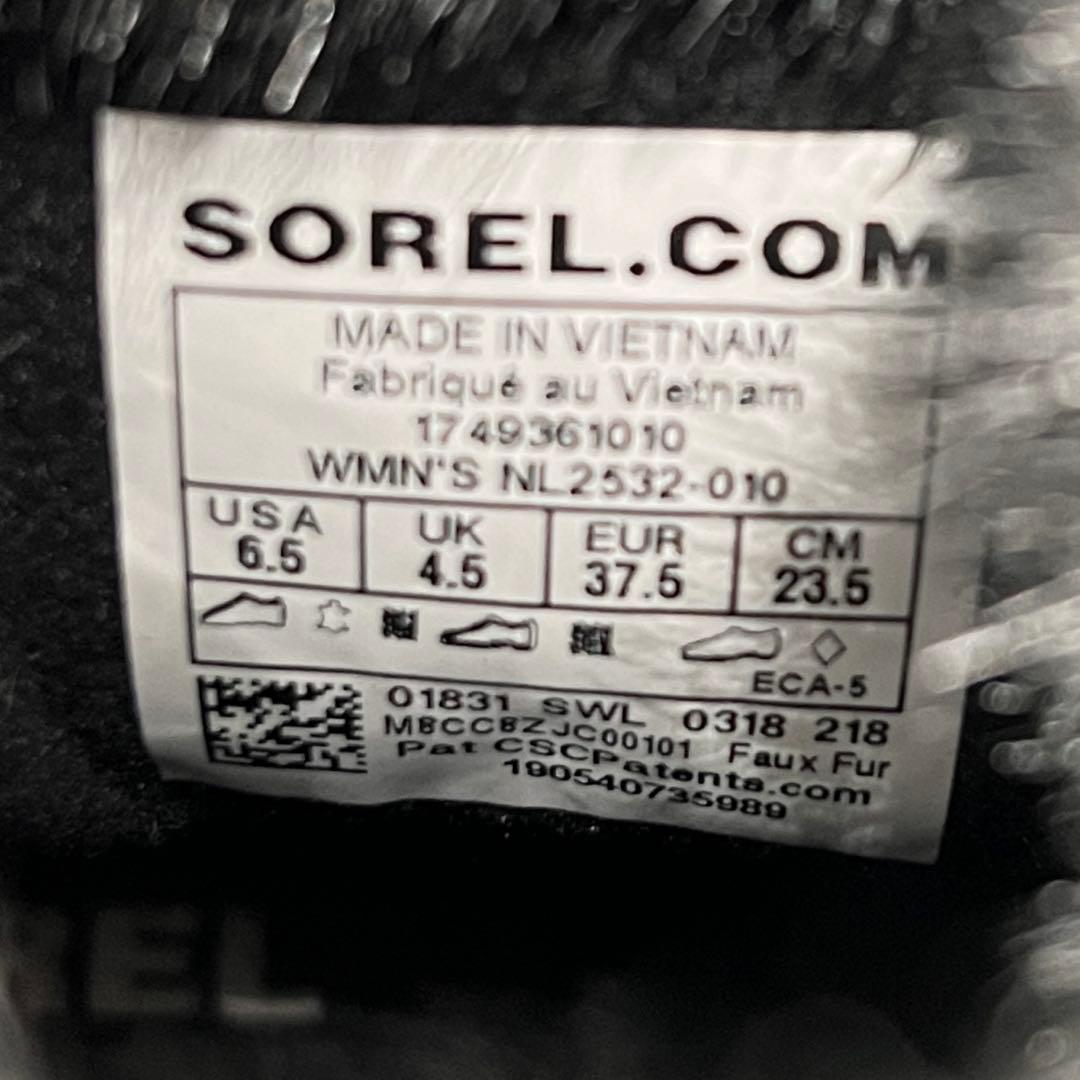 SOREL.COM
MADE IN VIETNAM
Fabriqué au Vietnam
1749361010
WMN'S NL2532-010
USA UK EUR CM
6.5 4.5 37.5 23.5
ECA-5
01831 SWL 0318 218
M8CC8ZJC00101 Faux Fur
Pat CSCPatents.com
190540735989
EL